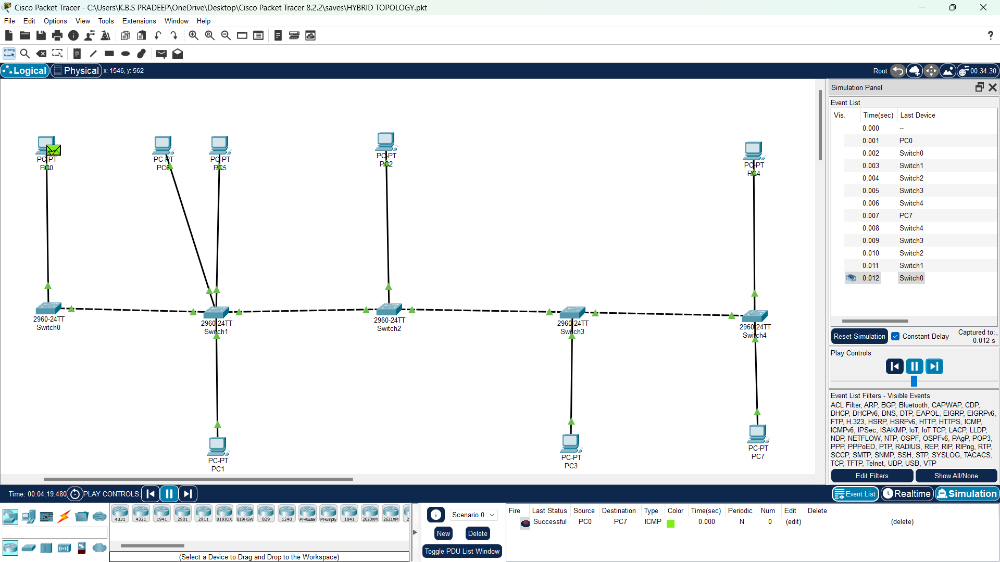 Cisco Packet Tracer - C:\Users\K.B.S PRADEEP\OneDrive\Desktop\Cisco Packet Tracer 8.2.2\saves\HYBRID TOPOLOGY.pkt
File Edit Options View Tools Extensions Window Help
Logical Physical x: 1546, y: 562
Root 00:34:30
PC-PT
PC0
PC-PT
PC6
PC-PT
PC5
PC-PT
PC2
PC-PT
PC4
2960-24TT
Switch0
2960-24TT
Switch1
2960-24TT
Switch2
2960-24TT
Switch3
2960-24TT
Switch4
PC-PT
PC1
PC-PT
PC3
PC-PT
PC7
Simulation Panel
Event List
Vis. Time(sec) Last Device
0.000 --
0.001 PC0
0.002 Switch0
0.003 Switch1
0.004 Switch2
0.005 Switch3
0.006 Switch4
0.007 PC7
0.008 Switch4
0.009 Switch3
0.010 Switch2
0.011 Switch1
0.012 Switch0
Reset Simulation Constant Delay Captured to:
0.012 s
Play Controls
Event List Filters - Visible Events
ACL Filter, ARP, BGP, Bluetooth, CAPWAP, CDP,
DHCP, DHCPv6, DNS, DTP, EAPOL, EIGRP, EIGRPv6,
FTP, H.323, HSRP, HSRPv6, HTTP, HTTPS, ICMP,
ICMPv6, IPSec, ISAKMP, IoT, IoT TCP, LACP, LLDP,
NDP, NETFLOW, NTP, OSPF, OSPFv6, PAgP, POP3,
PPP, PPPoED, PTP, RADIUS, REP, RIP, RIPng, RTP,
SCCP, SMTP, SNMP, SSH, STP, SYSLOG, TACACS,
TCP, TFTP, Telnet, UDP, USB, VTP
Edit Filters Show All/None
Time: 00:04:19.480 PLAY CONTROLS:
Event List Realtime Simulation
4331 4321 1941 2901 2911 819IOX 819HGW 829 1240 PT-Router PT-Empty 1841 2620XM 2621XM 2
(Select a Device to Drag and Drop to the Workspace)
Scenario 0
New Delete
Toggle PDU List Window
Fire Last Status Source Destination Type Color Time(sec) Periodic Num Edit Delete
Successful PC0 PC7 ICMP 0.000 N 0 (edit) (delete)